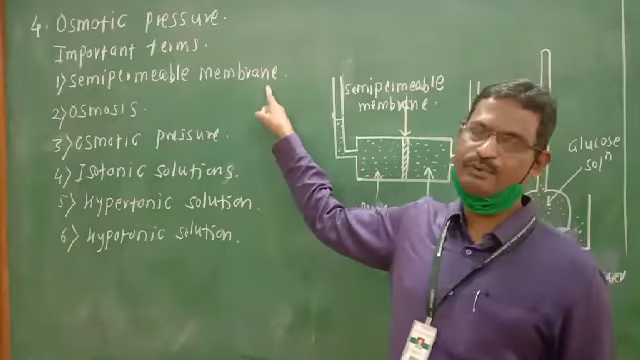 4. Osmotic pressure.
Important terms.
1) Semipermeable membrane.
2) Osmosis.
3) Osmotic pressure.
4) Isotonic solutions.
5) Hypertonic solution.
6) Hypotonic solution.
Semipermeable
membrane.
Glucose
solⁿ